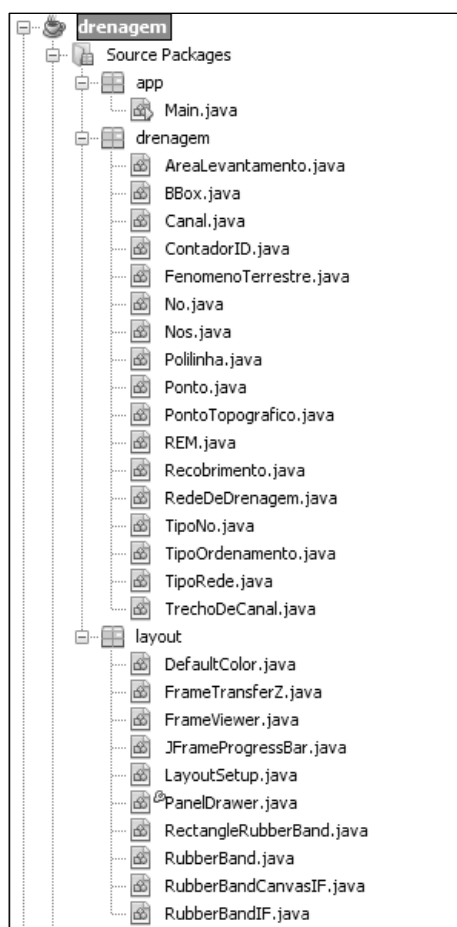 drenagem
Source Packages
app
Main.java
drenagem
AreaLevantamento.java
BBox.java
Canal.java
ContadorID.java
FenomenoTerrestre.java
No.java
Nos.java
Polilinha.java
Ponto.java
PontoTopografico.java
REM.java
Recobrimento.java
RedeDeDrenagem.java
TipoNo.java
TipoOrdenamento.java
TipoRede.java
TrechoDeCanal.java
layout
DefaultColor.java
FrameTransferZ.java
FrameViewer.java
JFrameProgressBar.java
LayoutSetup.java
PanelDrawer.java
RectangleRubberBand.java
RubberBand.java
RubberBandCanvasIF.java
RubberBandIF.java